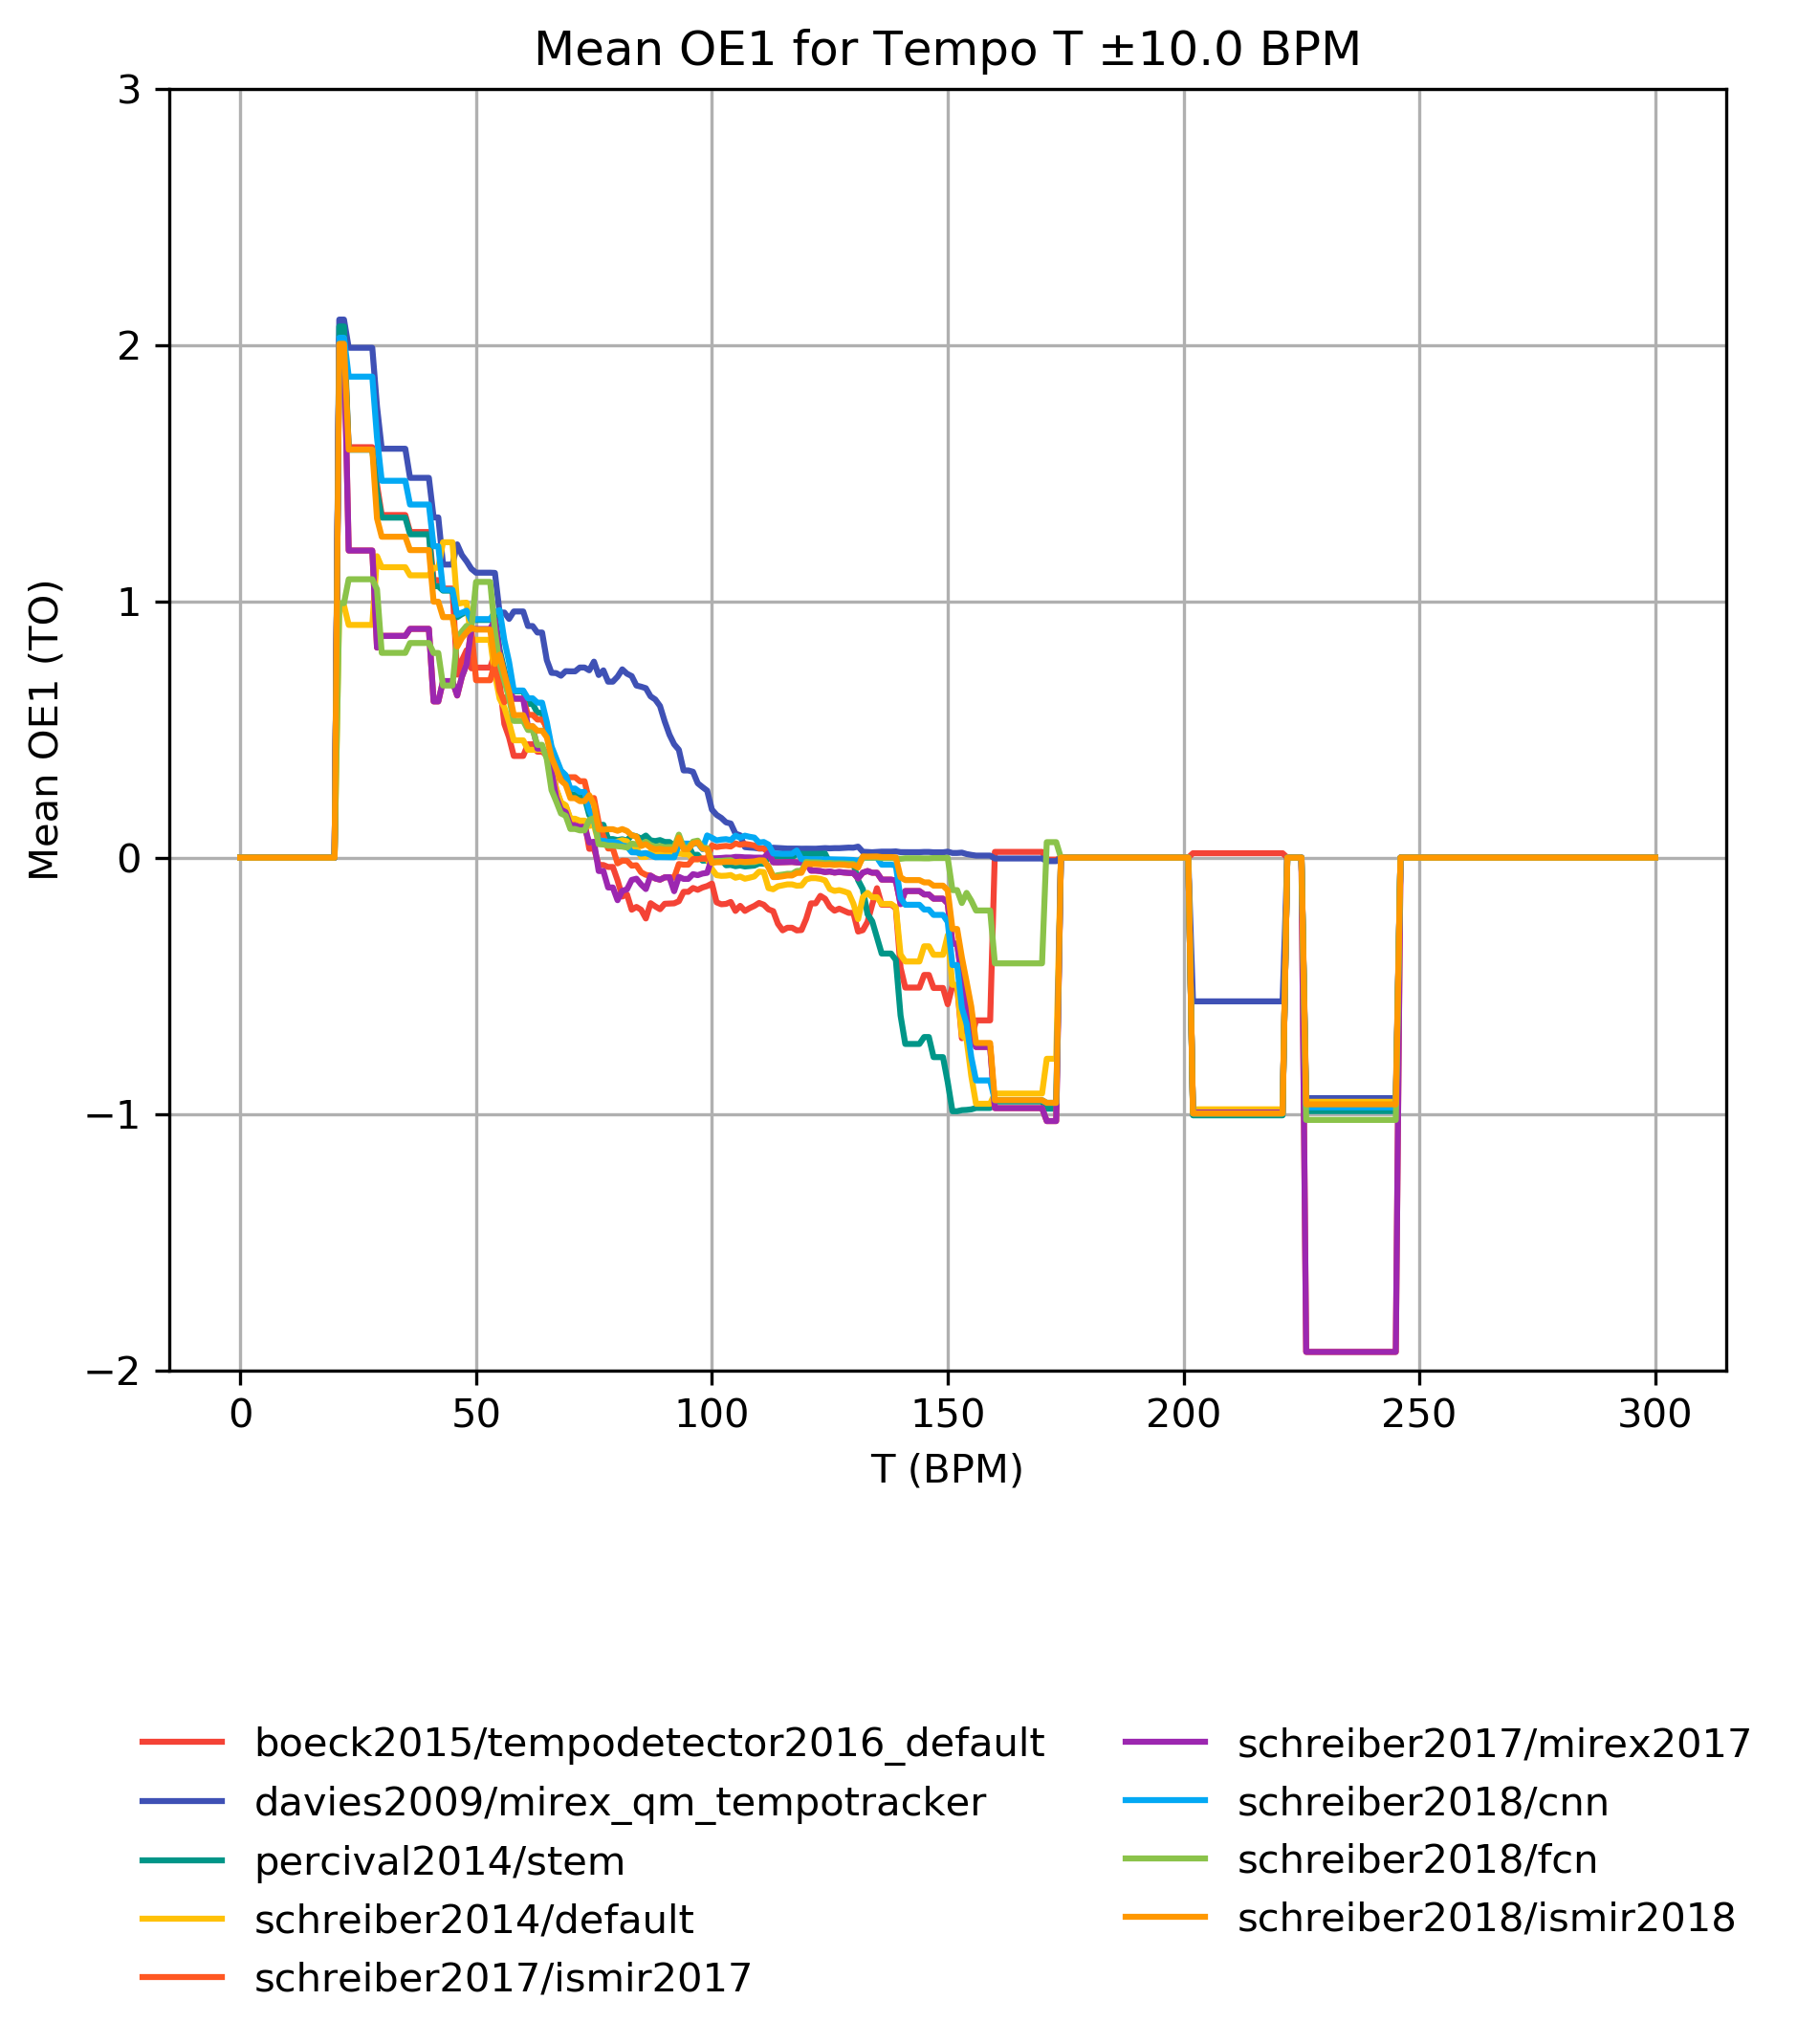 Mean OE1 for Tempo T ±10.0 BPM
3
2
1
0
−1
−2
Mean OE1 (TO)
0 50 100 150 200 250 300
T (BPM)
boeck2015/tempodetector2016_default
davies2009/mirex_qm_tempotracker
percival2014/stem
schreiber2014/default
schreiber2017/ismir2017
schreiber2017/mirex2017
schreiber2018/cnn
schreiber2018/fcn
schreiber2018/ismir2018